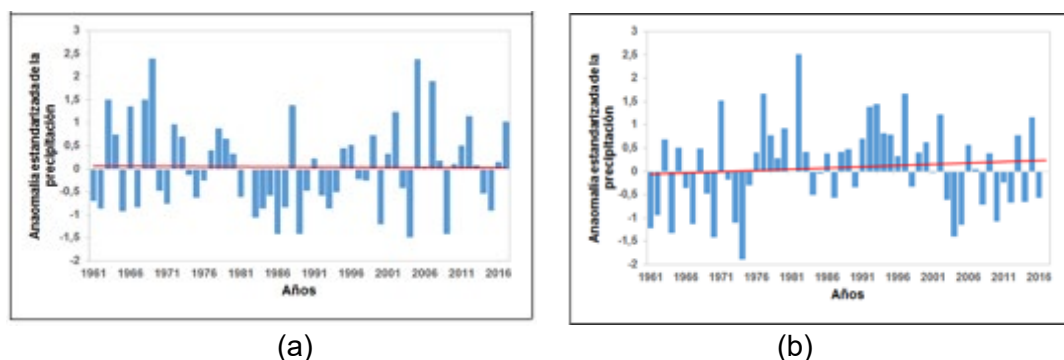 Anaomalia estandarizada de la
precipitación
3
2,5
2
1,5
1
0,5
0
-0,5
-1
-1,5
-2
1961 1966 1971 1976 1981 1986 1991 1996 2001 2006 2011 2016
Años
(a)
Anaomalia estandarizada de la
precipitación
3
2,5
2
1,5
1
0,5
0
-0,5
-1
-1,5
-2
1961 1966 1971 1976 1981 1986 1991 1996 2001 2006 2011 2016
Años
(b)